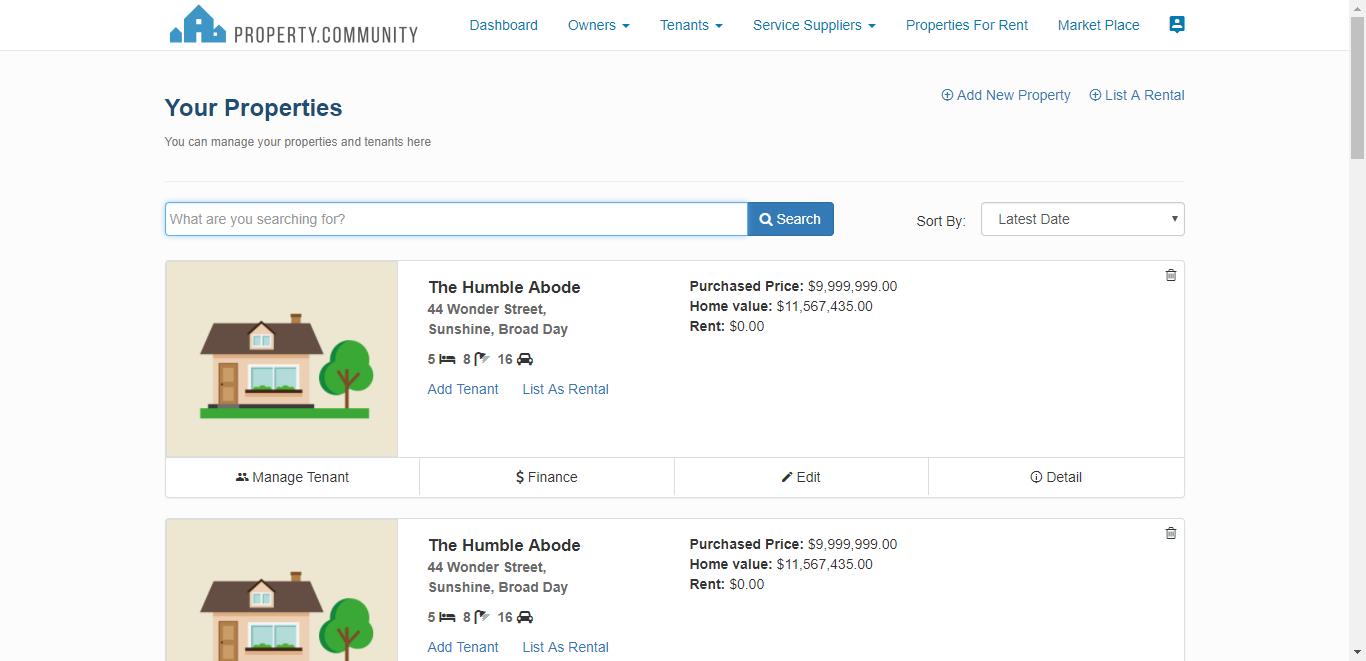 PROPERTY.COMMUNITY Dashboard Owners Tenants Service Suppliers Properties For Rent Market Place
Your Properties
Add New Property List A Rental
You can manage your properties and tenants here
What are you searching for? Search Sort By: Latest Date
The Humble Abode
44 Wonder Street,
Sunshine, Broad Day
5 8 16
Add Tenant List As Rental
Purchased Price: $9,999,999.00
Home value: $11,567,435.00
Rent: $0.00
Manage Tenant $ Finance Edit Detail
The Humble Abode
44 Wonder Street,
Sunshine, Broad Day
5 8 16
Add Tenant List As Rental
Purchased Price: $9,999,999.00
Home value: $11,567,435.00
Rent: $0.00